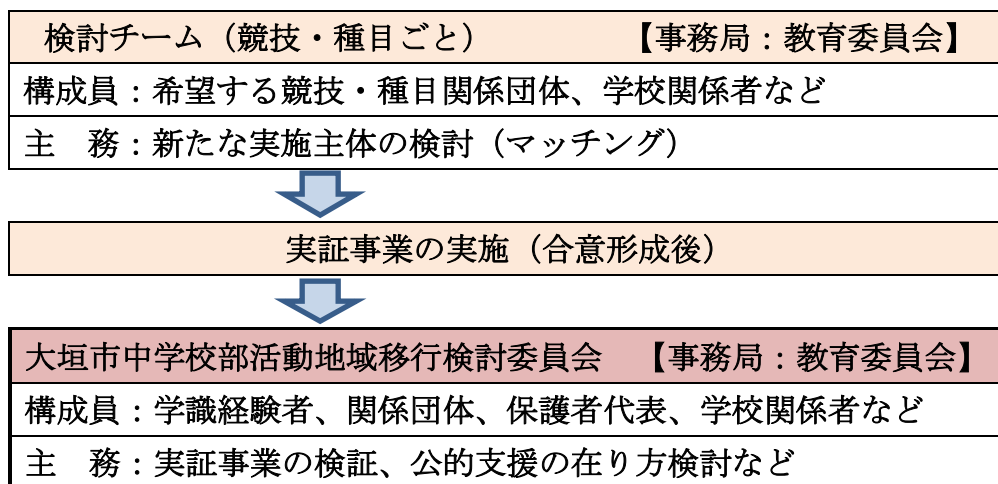 検討チーム（競技・種目ごと）　【事務局：教育委員会】
構成員：希望する競技・種目関係団体、学校関係者など
主　務：新たな実施主体の検討（マッチング）
実証事業の実施（合意形成後）
大垣市中学校部活動地域移行検討委員会　【事務局：教育委員会】
構成員：学識経験者、関係団体、保護者代表、学校関係者など
主　務：実証事業の検証、公的支援の在り方検討など